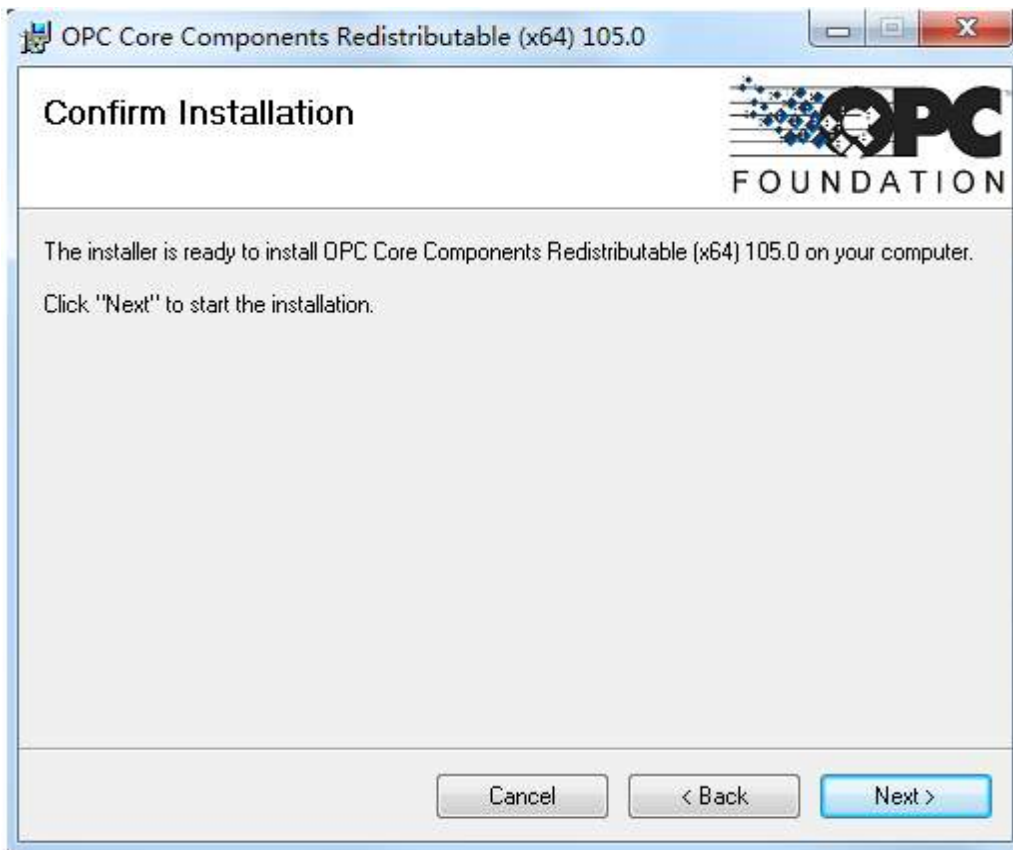 OPC Core Components Redistributable (x64) 105.0
Confirm Installation
OPC
FOUNDATION
The installer is ready to install OPC Core Components Redistributable (x64) 105.0 on your computer.
Click "Next" to start the installation.
Cancel
< Back
Next >